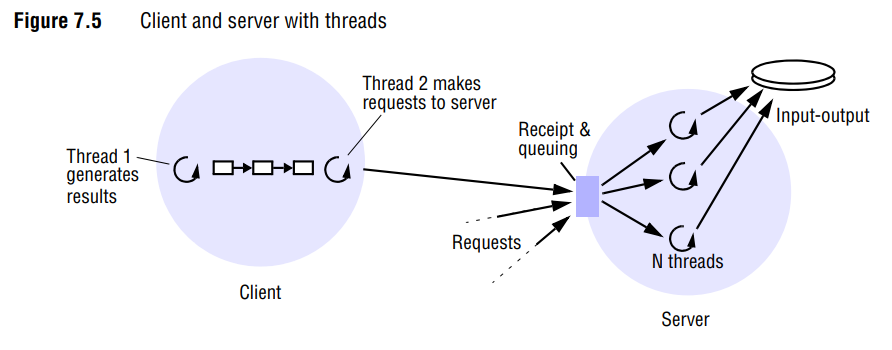 Figure 7.5 Client and server with threads
Thread 2 makes
requests to server
Input-output
Receipt &
queuing
Thread 1
generates
results
Requests
N threads
Client
Server